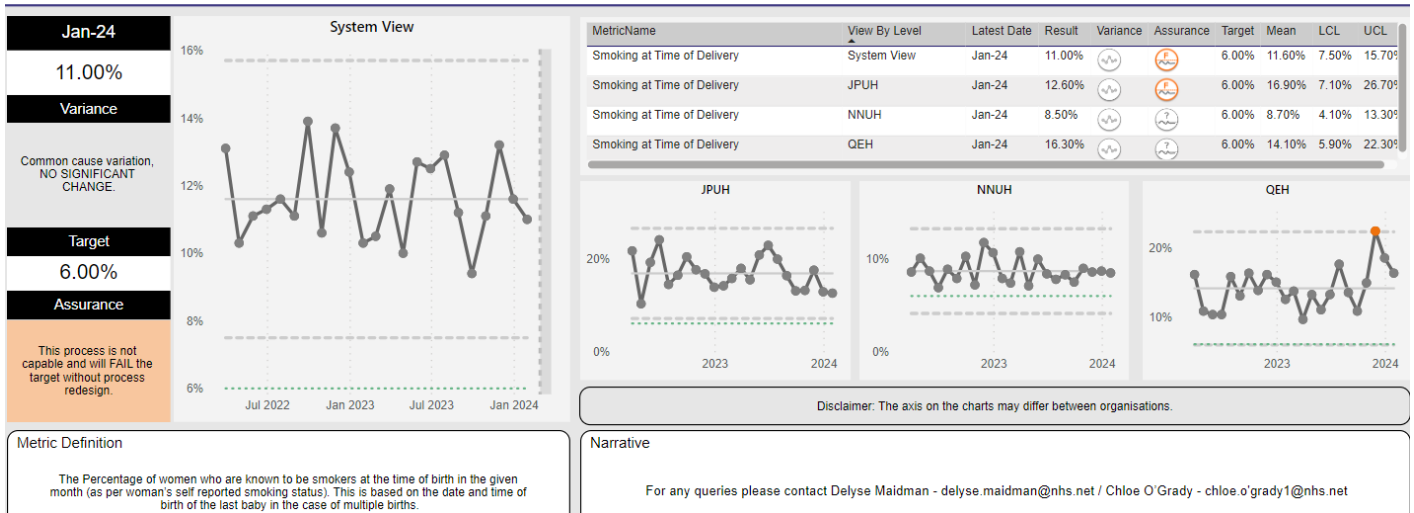 Jan-24
11.00%
Variance
Common cause variation,
NO SIGNIFICANT
CHANGE.
Target
6.00%
Assurance
This process is not
capable and will FAIL the
target without process
redesign.
System View
16%
14%
12%
10%
8%
6%
Jul 2022 Jan 2023 Jul 2023 Jan 2024
MetricName View By Level Latest Date Result Variance Assurance Target Mean LCL UCL
Smoking at Time of Delivery System View Jan-24 11.00% F 6.00% 11.60% 7.50% 15.70%
Smoking at Time of Delivery JPUH Jan-24 12.60% F 6.00% 16.90% 7.10% 26.70%
Smoking at Time of Delivery NNUH Jan-24 8.50% ? 6.00% 8.70% 4.10% 13.30%
Smoking at Time of Delivery QEH Jan-24 16.30% ? 6.00% 14.10% 5.90% 22.30%
JPUH
20%
0%
2023 2024
NNUH
10%
0%
2023 2024
QEH
20%
10%
2023 2024
Disclaimer: The axis on the charts may differ between organisations.
Metric Definition
The Percentage of women who are known to be smokers at the time of birth in the given
month (as per woman's self reported smoking status). This is based on the date and time of
birth of the last baby in the case of multiple births.
Narrative
For any queries please contact Delyse Maidman - delyse.maidman@nhs.net / Chloe O'Grady - chloe.o'grady1@nhs.net